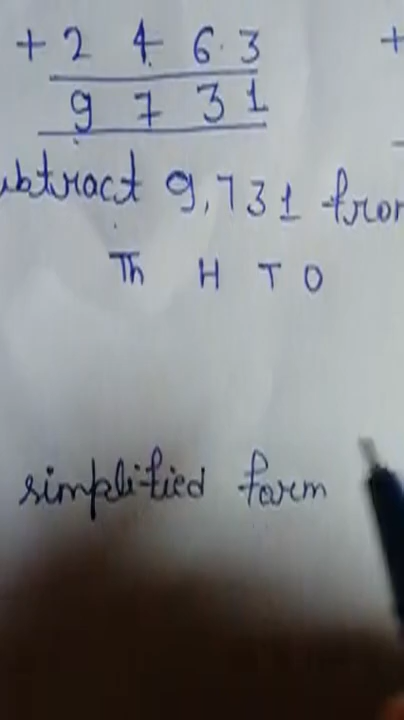 + 2 4 6 3 +
9 7 3 1
ubtract 9,731 from
Th H T O
simplified form